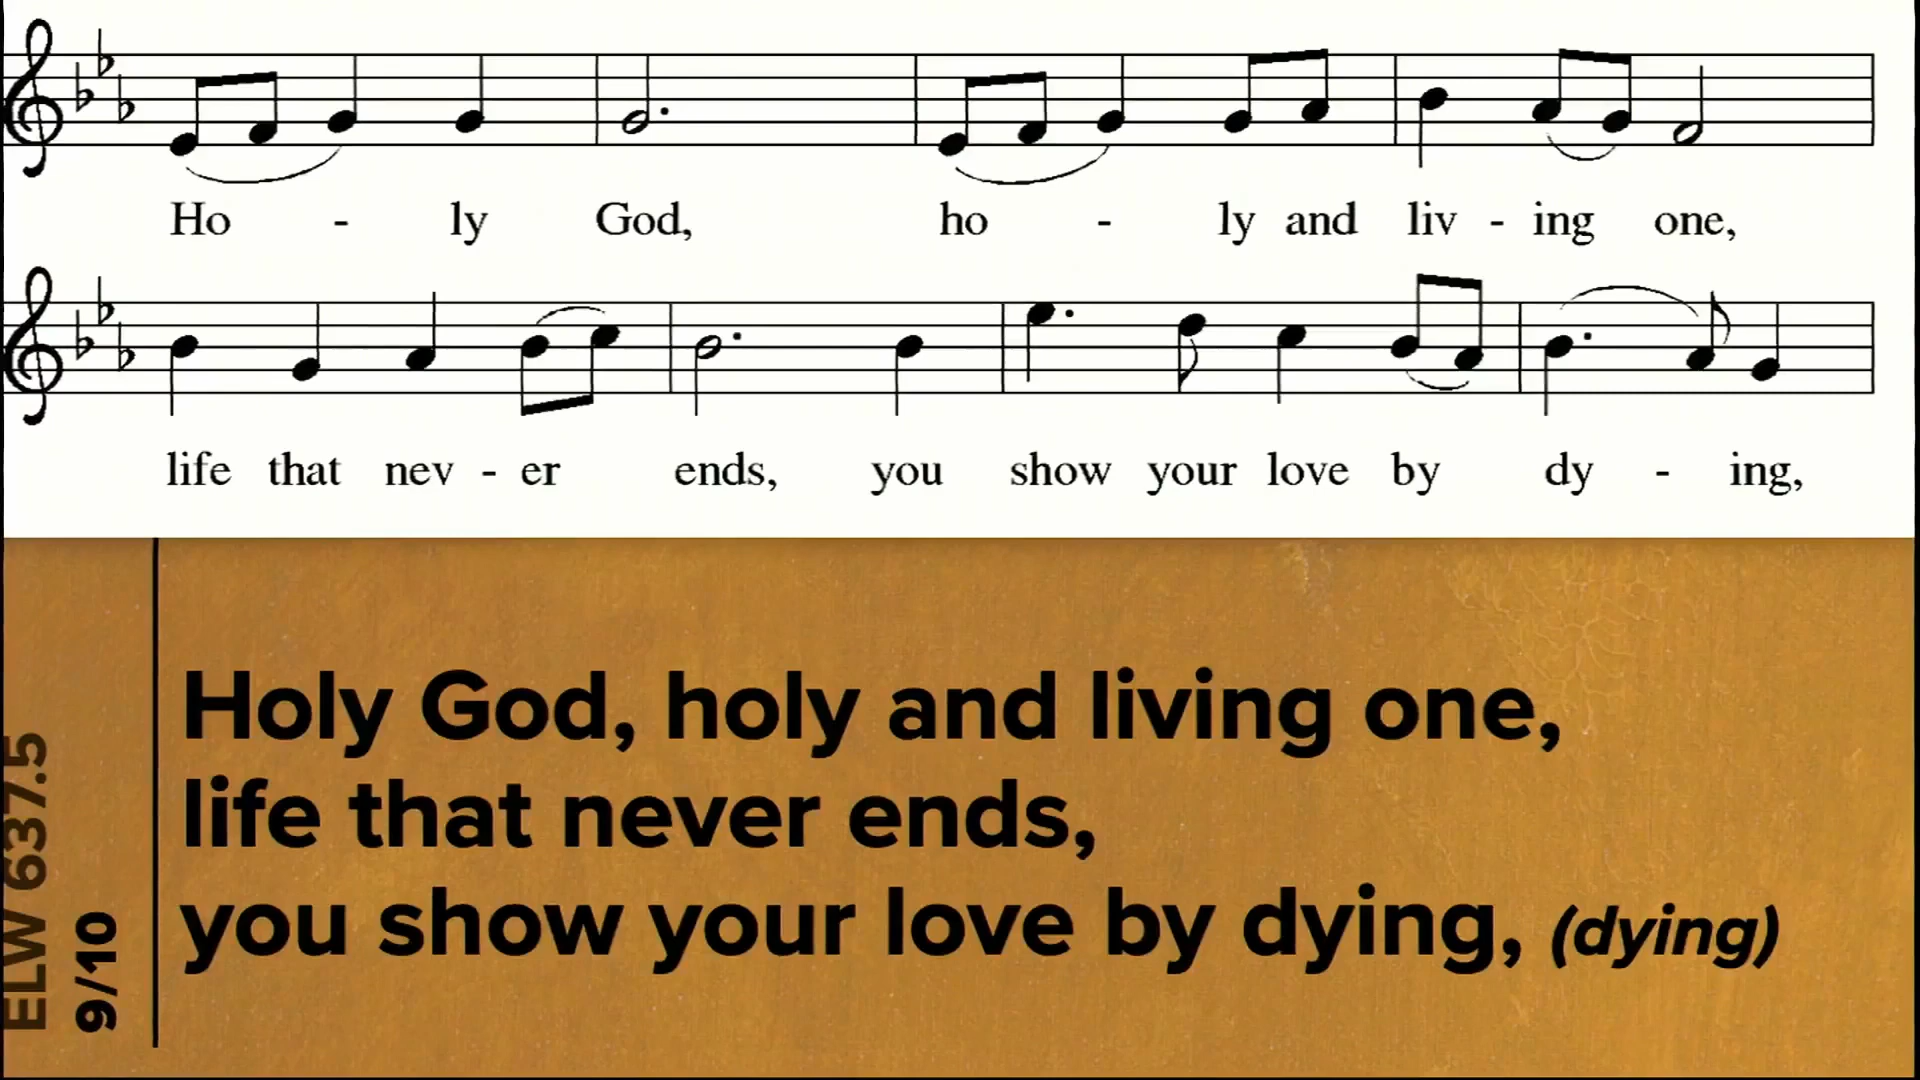 Ho - ly God, ho - ly and liv - ing one,
life that nev - er ends, you show your love by dy - ing,
Holy God, holy and living one,
life that never ends,
you show your love by dying, (dying)
ELW 637.5
9/10